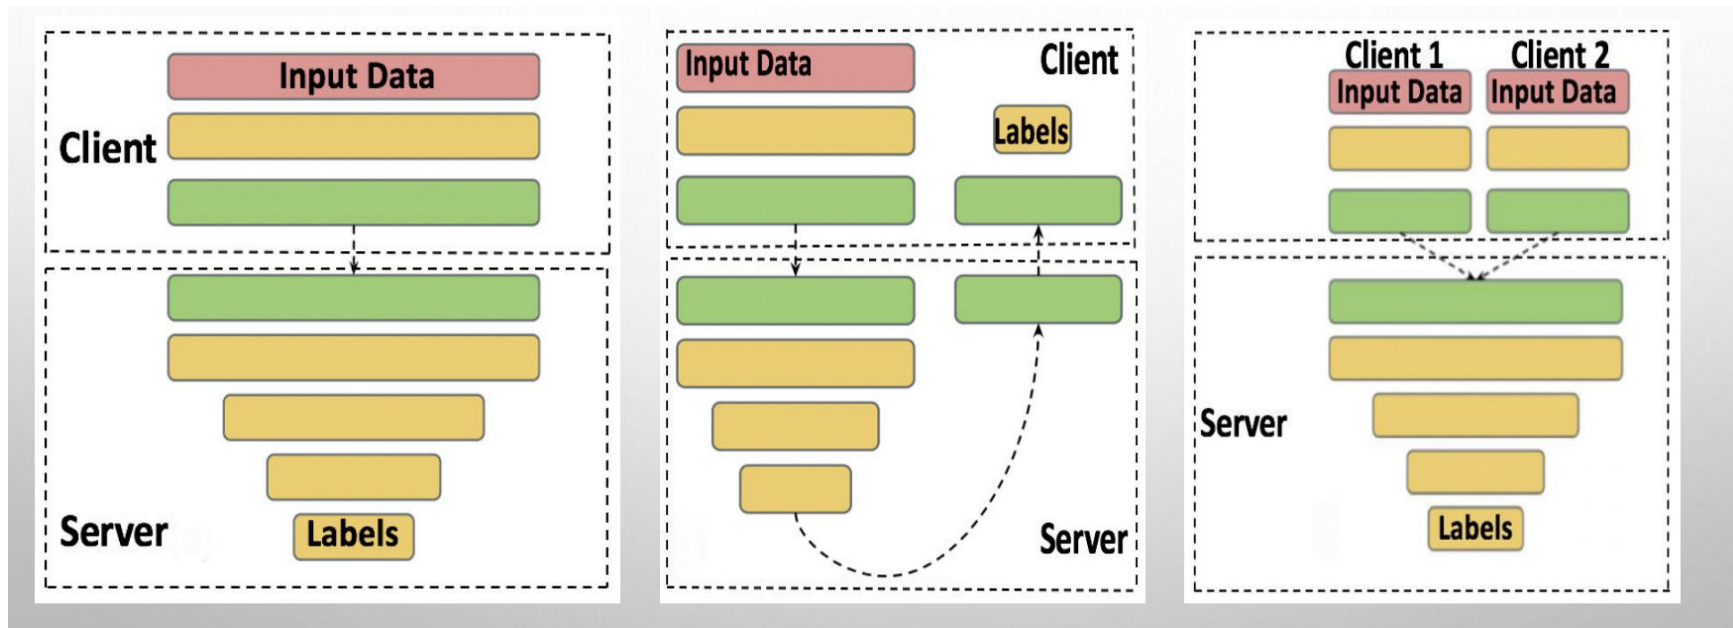 Input Data
Client
Server
Labels
Input Data
Client
Labels
Server
Client 1
Client 2
Input Data
Input Data
Server
Labels